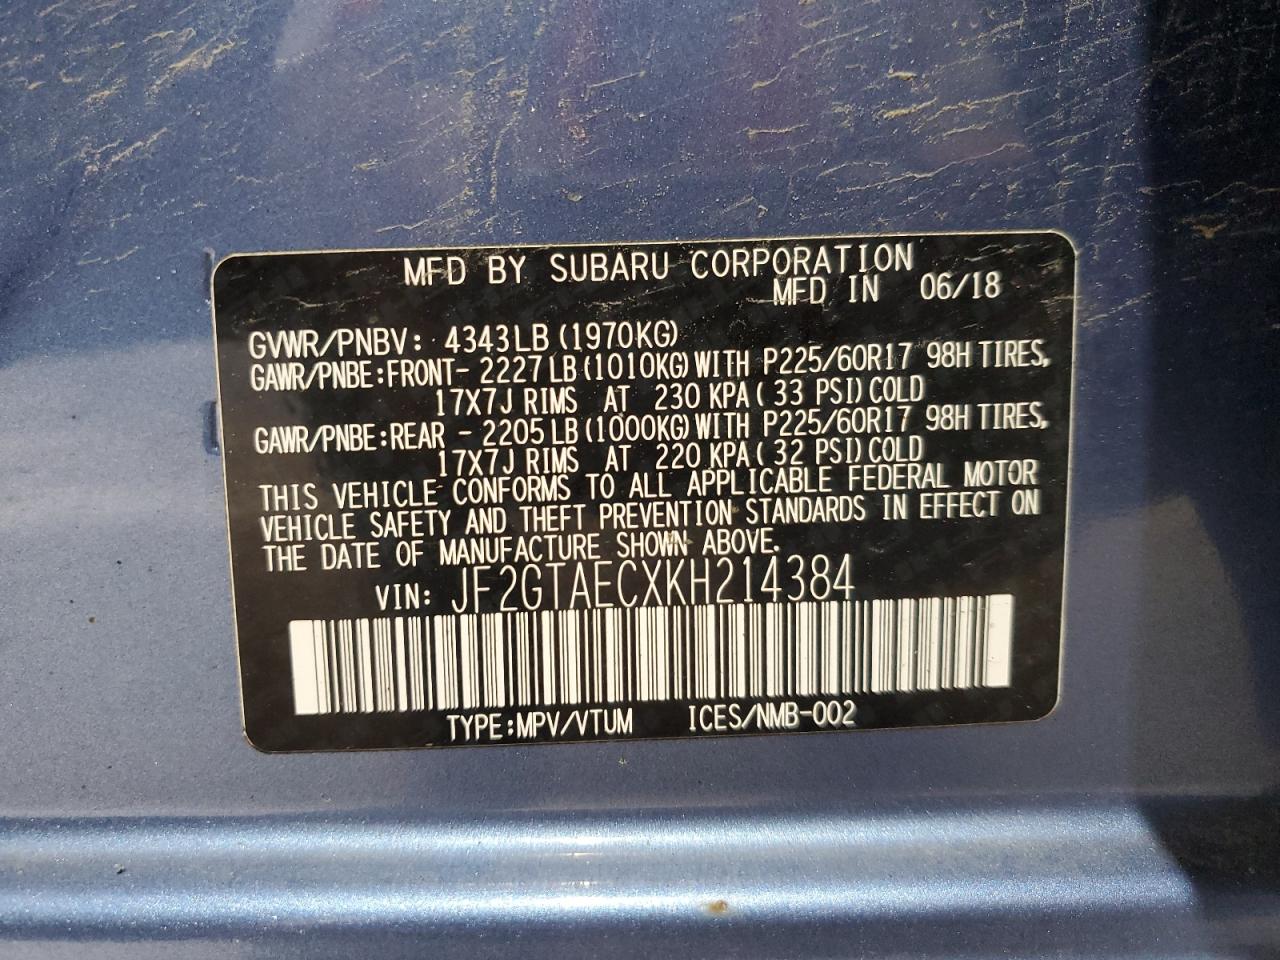 MFD BY SUBARU CORPORATION
MFD IN 06/18
GVWR/PNBV: 4343LB (1970KG)
GAWR/PNBE:FRONT- 2227LB(1010KG)WITH P225/60R17 98H TIRES,
17X7J RIMS AT 230 KPA( 33 PSI)COLD
GAWR/PNBE:REAR - 2205LB(1000KG)WITH P225/60R17 98H TIRES,
17X7J RIMS AT 220 KPA( 32 PSI)COLD
THIS VEHICLE CONFORMS TO ALL APPLICABLE FEDERAL MOTOR
VEHICLE SAFETY AND THEFT PREVENTION STANDARDS IN EFFECT ON
THE DATE OF MANUFACTURE SHOWN ABOVE.
VIN: JF2GTAECXKH214384
TYPE:MPV/VTUM ICES/NMB-002